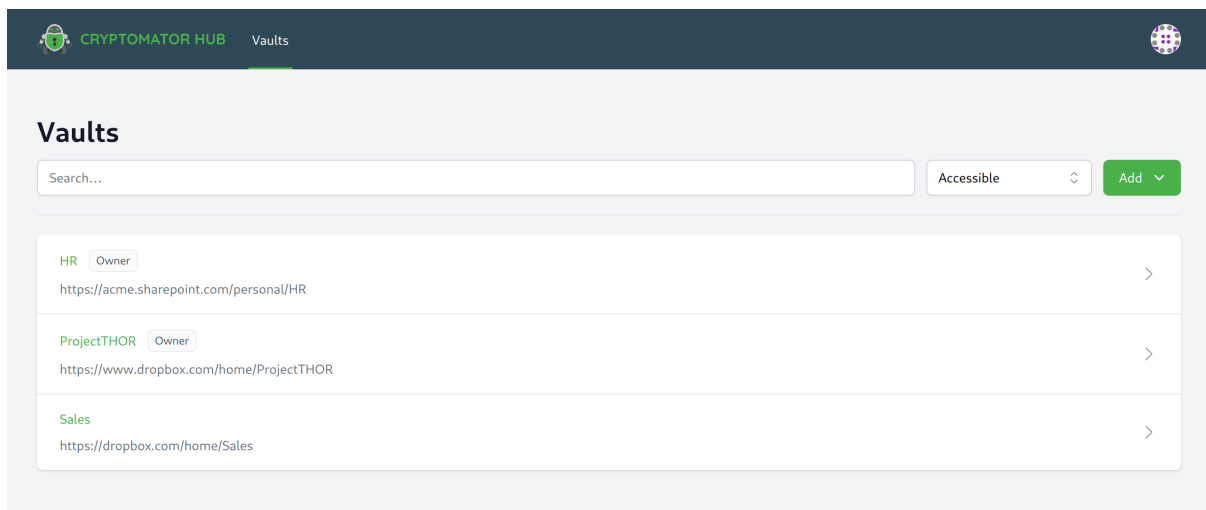 CRYPTOMATOR HUB Vaults
Vaults
Search... Accessible Add
HR Owner
https://acme.sharepoint.com/personal/HR
ProjectTHOR Owner
https://www.dropbox.com/home/ProjectTHOR
Sales
https://dropbox.com/home/Sales